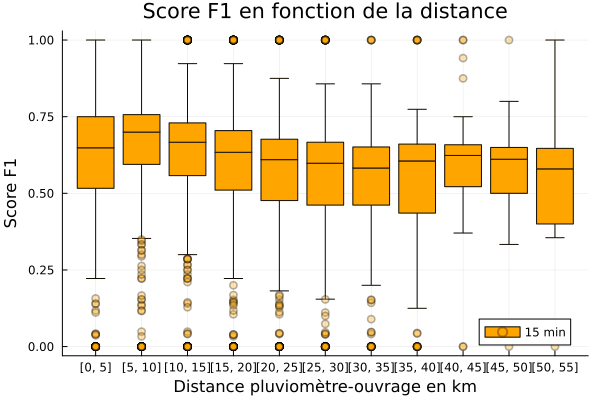 Score F1 en fonction de la distance
Score F1
1.00
0.75
0.50
0.25
0.00
15 min
[0, 5] [5, 10] [10, 15] [15, 20] [20, 25] [25, 30] [30, 35] [35, 40] [40, 45] [45, 50] [50, 55]
Distance pluviomètre-ouvrage en km